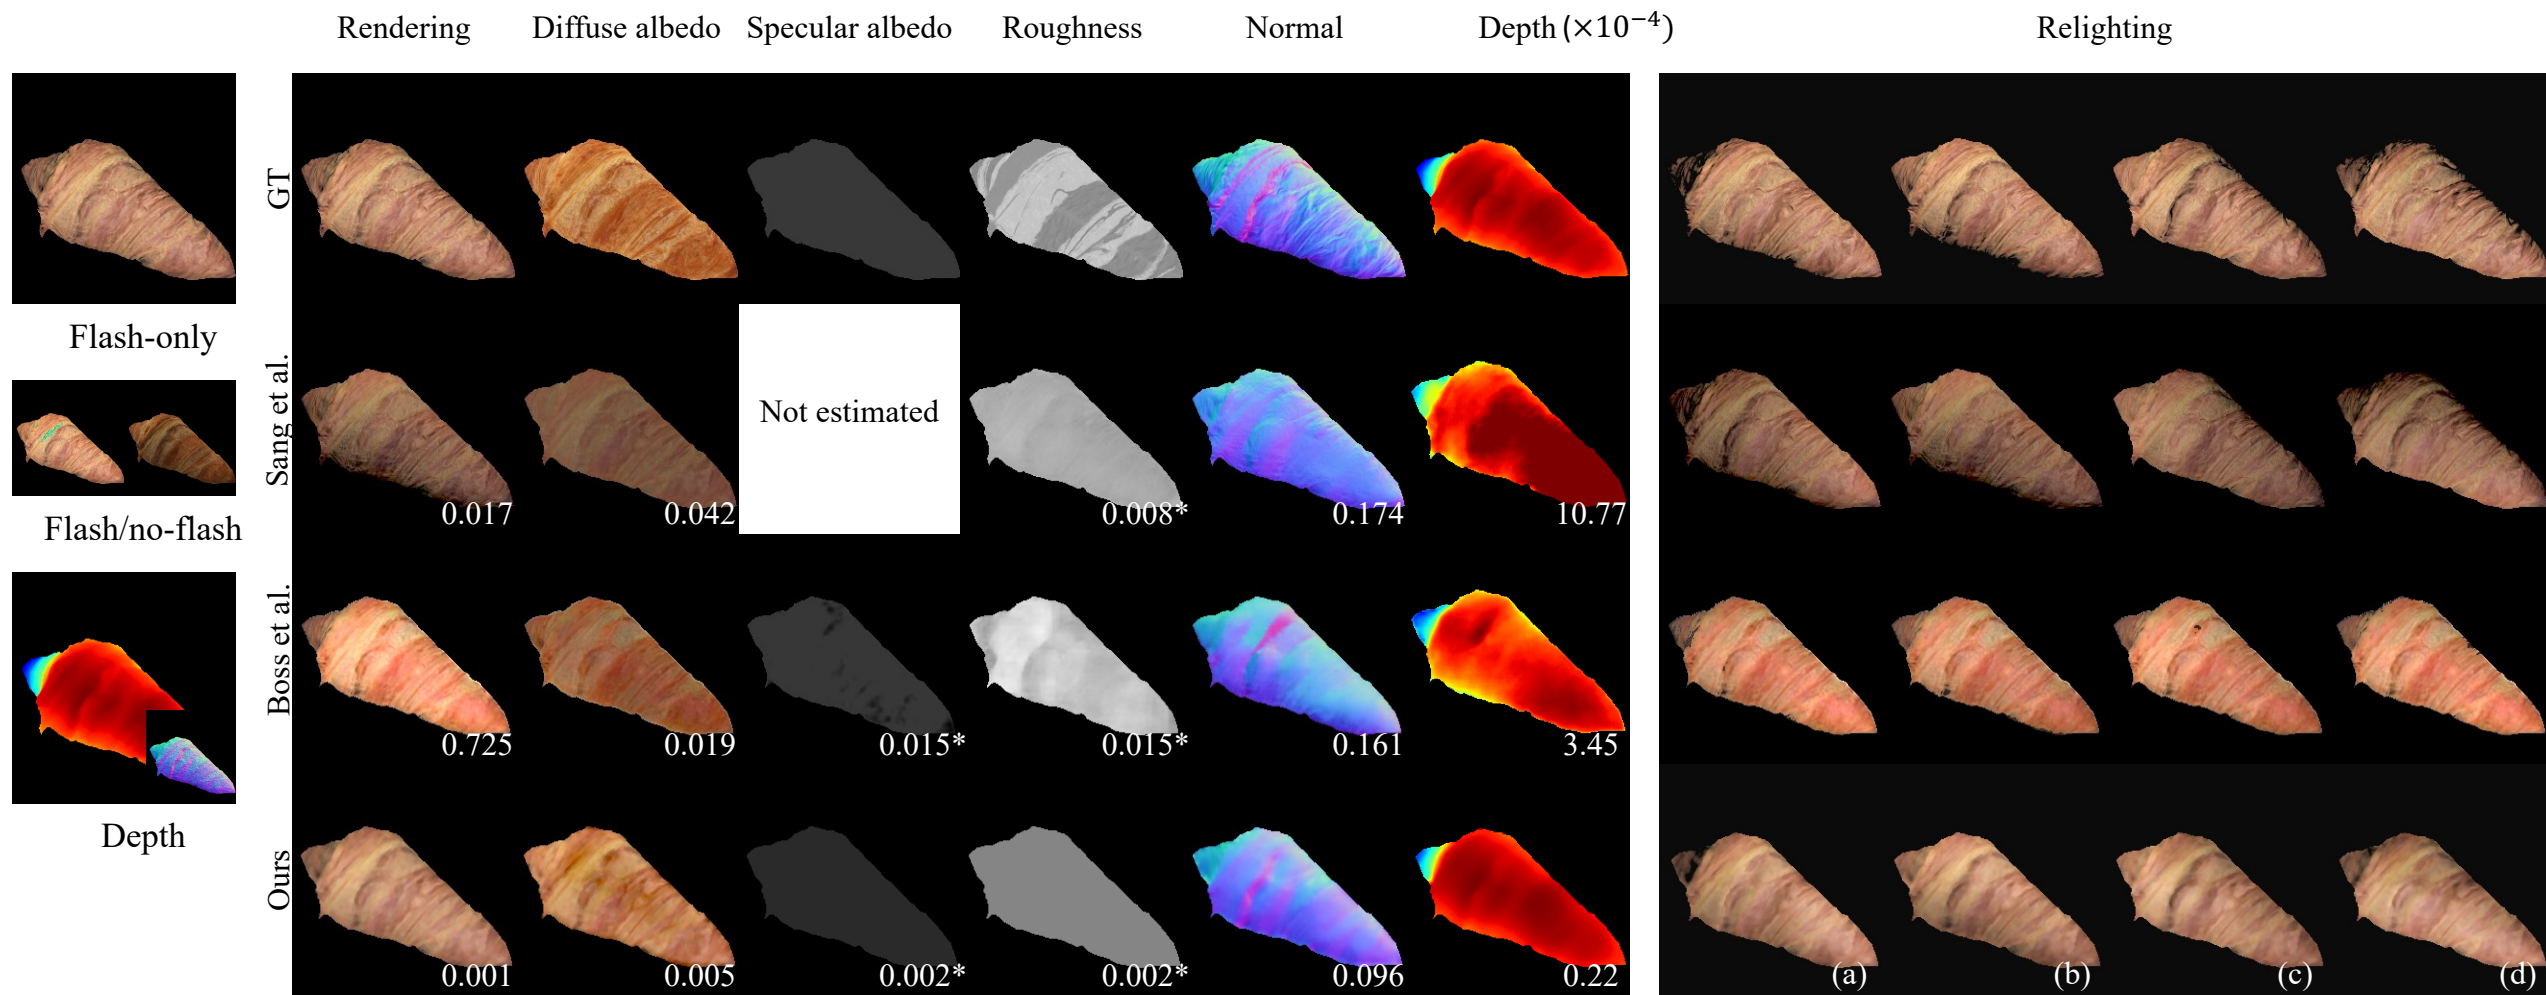 Rendering Diffuse albedo Specular albedo Roughness Normal Depth (×10⁻⁴) Relighting
GT
Flash-only
Sang et al.
Not estimated
0.017 0.042 0.008* 0.174 10.77
Flash/no-flash
Boss et al.
0.725 0.019 0.015* 0.015* 0.161 3.45
Depth
Ours
0.001 0.005 0.002* 0.002* 0.096 0.22 (a) (b) (c) (d)